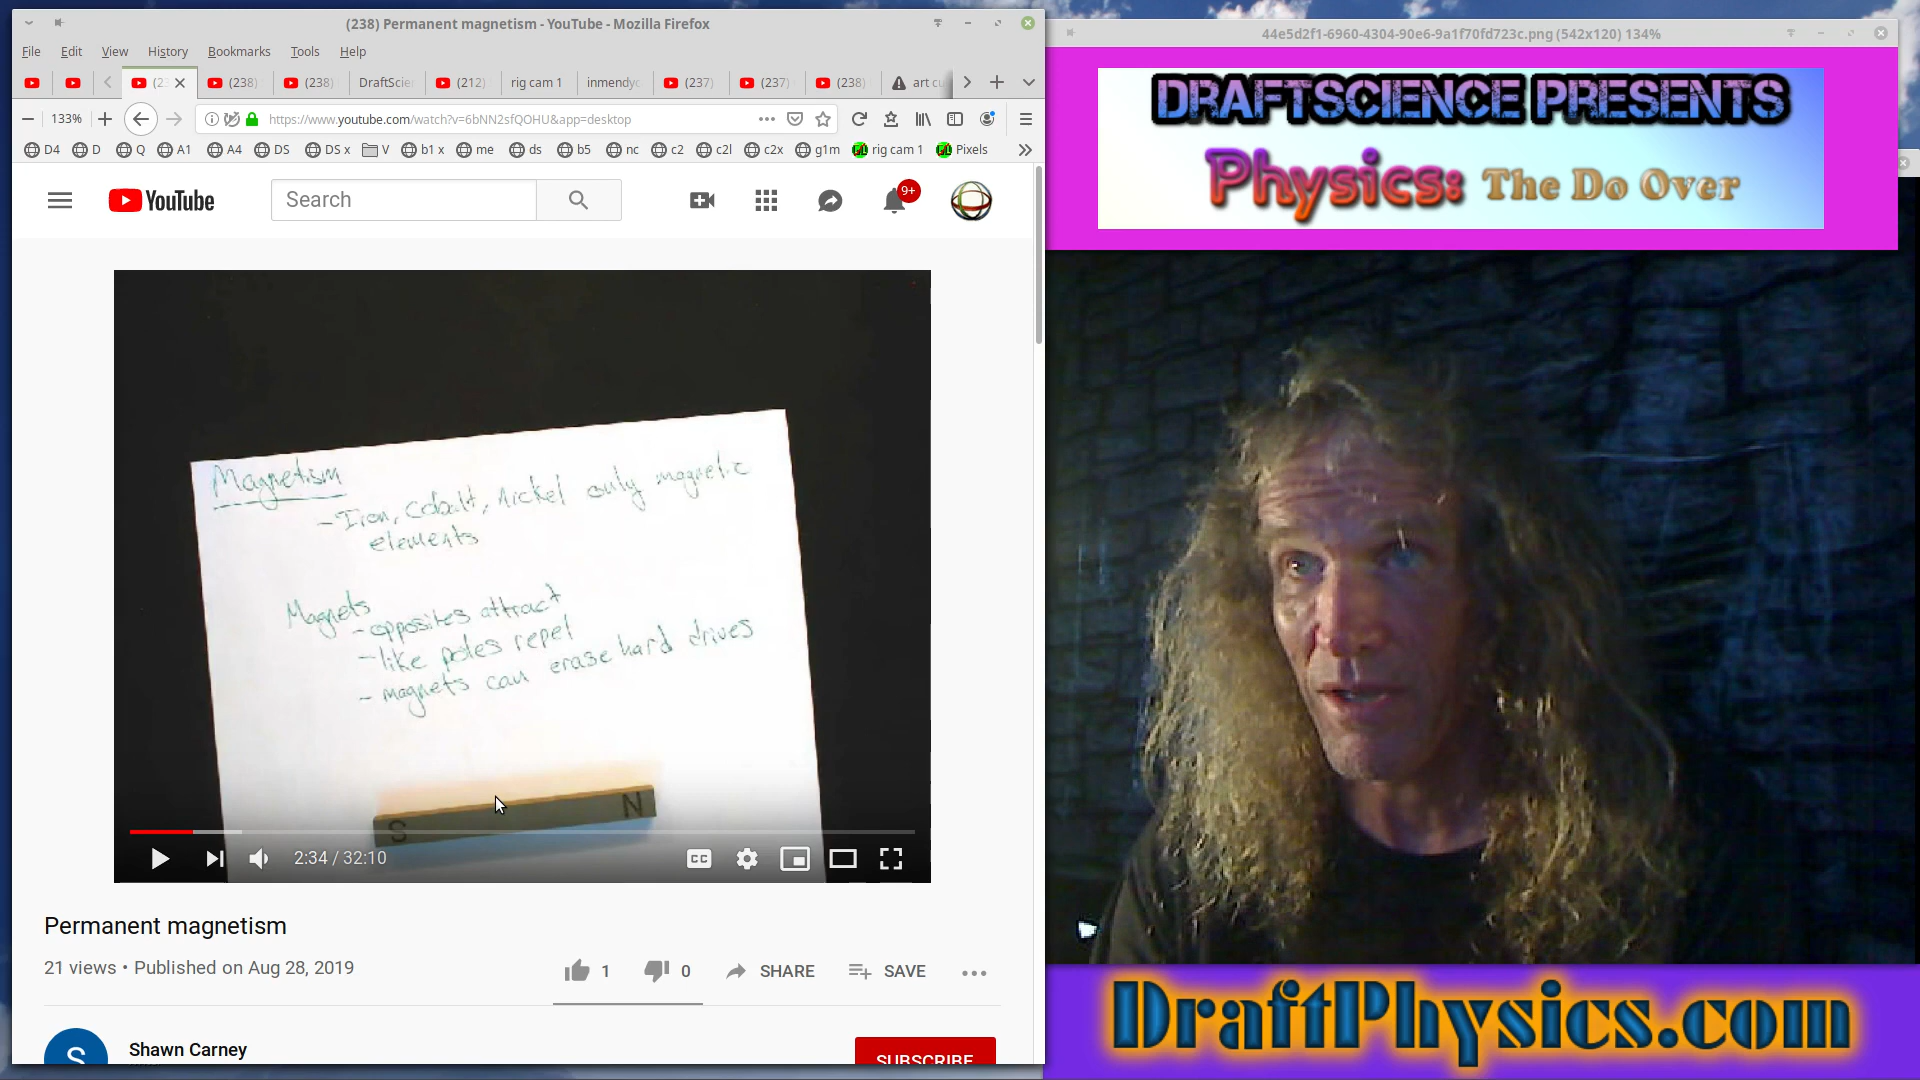 (238) Permanent magnetism - YouTube - Mozilla Firefox
File Edit View History Bookmarks Tools Help
(238) (238) DraftScie (212) rig cam 1 inmendyc (237) (237) (238) art cu
133% https://www.youtube.com/watch?v=6bNN2sfQOHU&app=desktop
D4 D Q A1 A4 DS DS x V b1 x me ds b5 nc c2 c2l c2x g1m rig cam 1 Pixels
YouTube Search 9+
Magnetism
- Iron, Cobalt, Nickel only magnetic
elements
Magnets
- opposites attract
- like poles repel
- magnets can erase hard drives
S N
2:34 / 32:10 CC
Permanent magnetism
21 views • Published on Aug 28, 2019
1 0 SHARE SAVE
S Shawn Carney SUBSCRIBE
44e5d2f1-6960-4304-90e6-9a1f70fd723c.png (542x120) 134%
DRAFTSCIENCE PRESENTS
Physics: The Do Over
DraftPhysics.com